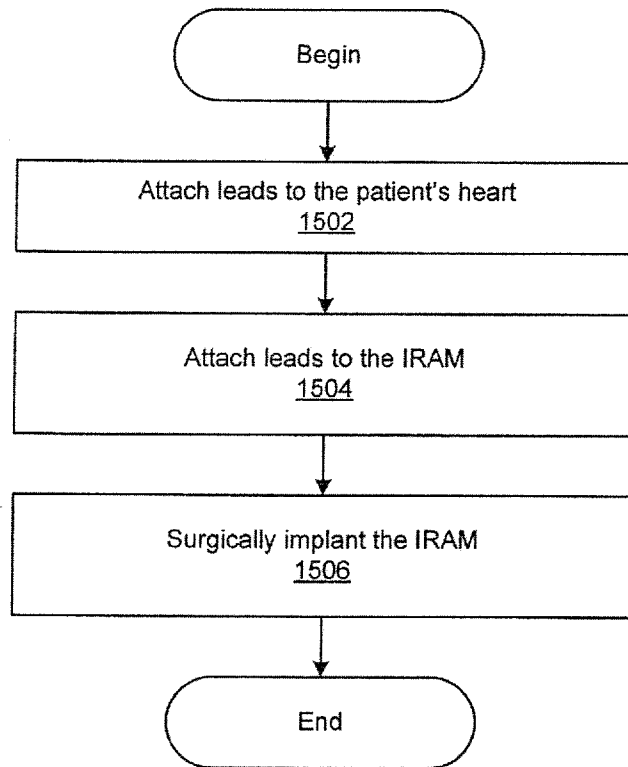 Begin
Attach leads to the patient's heart
1502
Attach leads to the IRAM
1504
Surgically implant the IRAM
1506
End